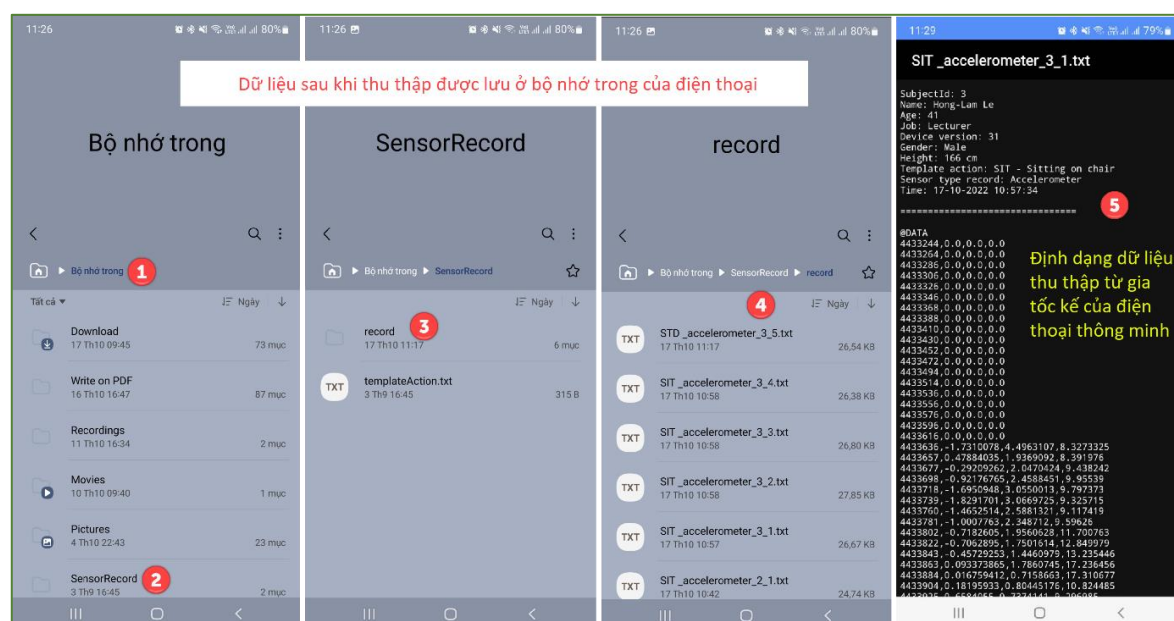 Dữ liệu sau khi thu thập được lưu ở bộ nhớ trong của điện thoại
11:26
80%
Bộ nhớ trong
Bộ nhớ trong
1
Tất cả
Ngày
Download
17 Th10 09:45
73 mục
Write on PDF
16 Th10 16:47
87 mục
Recordings
11 Th10 16:34
2 mục
Movies
10 Th10 09:40
1 mục
Pictures
4 Th10 22:43
23 mục
SensorRecord
2
3 Th9 16:45
2 mục
11:26
80%
SensorRecord
Bộ nhớ trong SensorRecord
Ngày
record
3
17 Th10 11:17
6 mục
TXT
templateAction.txt
3 Th9 16:45
315 B
11:26
80%
record
Bộ nhớ trong SensorRecord record
4
Ngày
TXT
STD _accelerometer_3_5.txt
17 Th10 11:17
26,54 KB
TXT
SIT _accelerometer_3_4.txt
17 Th10 10:58
26,38 KB
TXT
SIT _accelerometer_3_3.txt
17 Th10 10:58
26,80 KB
TXT
SIT _accelerometer_3_2.txt
17 Th10 10:58
27,85 KB
TXT
SIT _accelerometer_3_1.txt
17 Th10 10:57
26,67 KB
TXT
SIT _accelerometer_2_1.txt
17 Th10 10:42
24,74 KB
11:29
79%
SIT _accelerometer_3_1.txt
SubjectId: 3
Name: Hong-Lam Le
Age: 41
Job: Lecturer
Device version: 31
Gender: Male
Height: 166 cm
Template action: SIT - Sitting on chair
Sensor type record: Accelerometer
Time: 17-10-2022 10:57:34
5
================================
@DATA
4433244,0.0,0.0,0.0
4433264,0.0,0.0,0.0
4433286,0.0,0.0,0.0
4433306,0.0,0.0,0.0
4433326,0.0,0.0,0.0
4433346,0.0,0.0,0.0
4433368,0.0,0.0,0.0
4433388,0.0,0.0,0.0
4433410,0.0,0.0,0.0
4433430,0.0,0.0,0.0
4433452,0.0,0.0,0.0
4433472,0.0,0.0,0.0
4433494,0.0,0.0,0.0
4433514,0.0,0.0,0.0
4433536,0.0,0.0,0.0
4433556,0.0,0.0,0.0
4433576,0.0,0.0,0.0
4433596,0.0,0.0,0.0
4433616,0.0,0.0,0.0
4433636,-1.7310078,4.4963107,8.3273325
4433657,0.47884035,1.9369092,8.391976
4433677,-0.29209262,2.0470424,9.438242
4433698,-0.92176765,2.4588451,9.95539
4433718,-1.6950948,3.0550013,9.797373
4433739,-1.8291701,3.0669725,9.325715
4433760,-1.4652514,2.5881321,9.117419
4433781,-1.0007763,2.348712,9.59626
4433802,-0.7182605,1.9560628,11.700763
4433822,-0.7062895,1.7501614,12.849979
4433843,-0.45729253,1.4460979,13.235446
4433863,0.093373865,1.7860745,17.236456
4433884,0.016759412,0.7158663,17.310677
4433904,0.18195933,0.80445176,10.824485
Định dạng dữ liệu
thu thập từ gia
tốc kế của điện
thoại thông minh